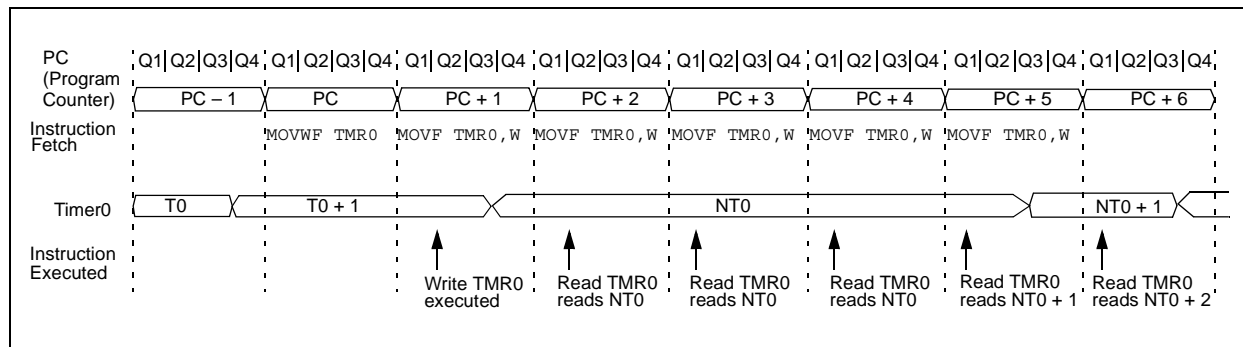 PC
(Program
Counter)
Q1 Q2 Q3 Q4 Q1 Q2 Q3 Q4 Q1 Q2 Q3 Q4 Q1 Q2 Q3 Q4 Q1 Q2 Q3 Q4 Q1 Q2 Q3 Q4 Q1 Q2 Q3 Q4 Q1 Q2 Q3 Q4
PC – 1 PC PC + 1 PC + 2 PC + 3 PC + 4 PC + 5 PC + 6
Instruction
Fetch
MOVWF TMR0 MOVF TMR0,W MOVF TMR0,W MOVF TMR0,W MOVF TMR0,W MOVF TMR0,W
Timer0
T0 T0 + 1 NT0 NT0 + 1
Instruction
Executed
Write TMR0
executed
Read TMR0
reads NT0
Read TMR0
reads NT0
Read TMR0
reads NT0
Read TMR0
reads NT0 + 1
Read TMR0
reads NT0 + 2